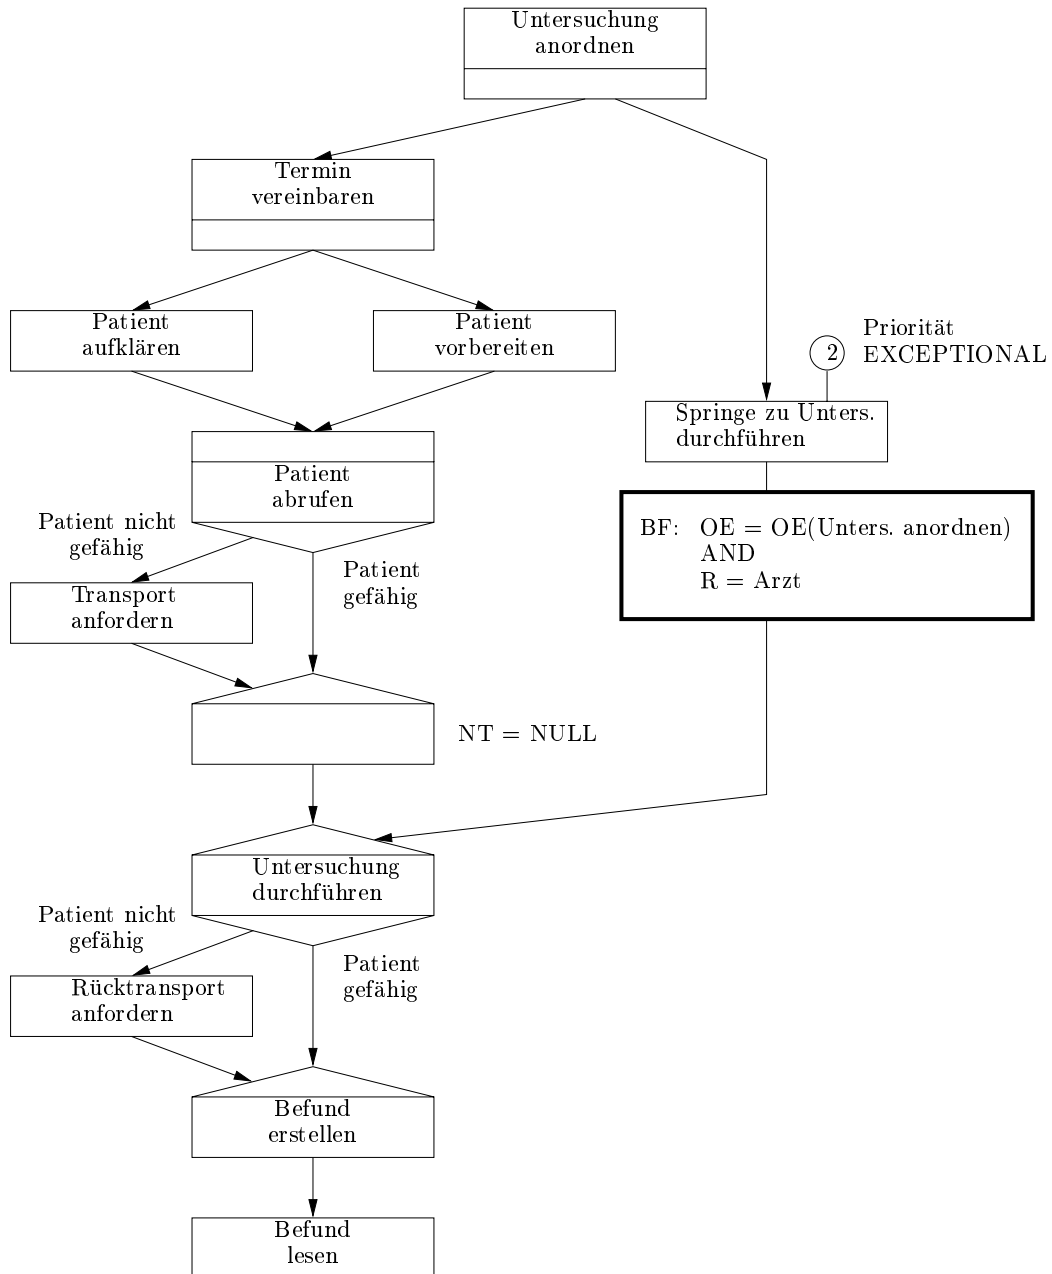 Untersuchung
anordnen
Termin
vereinbaren
Patient
aufklären
Patient
vorbereiten
2
Priorität
EXCEPTIONAL
Springe zu Unters.
durchführen
Patient
abrufen
BF: OE = OE(Unters. anordnen)
AND
R = Arzt
Patient nicht
gefähig
Patient
gefähig
Transport
anfordern
NT = NULL
Untersuchung
durchführen
Patient nicht
gefähig
Patient
gefähig
Rücktransport
anfordern
Befund
erstellen
Befund
lesen